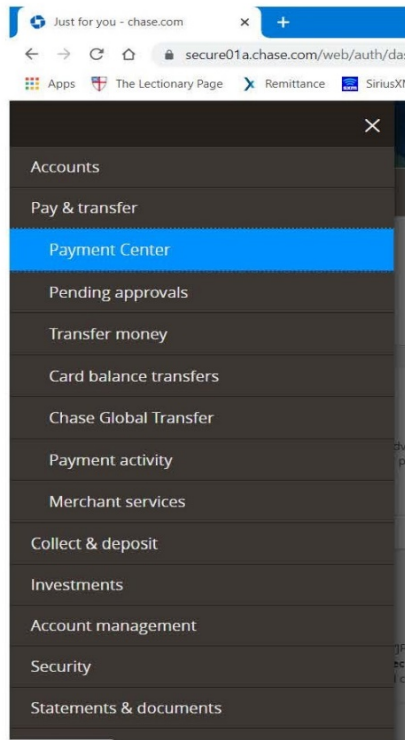 Just for you - chase.com
secure01a.chase.com/web/auth/da
Apps The Lectionary Page Remittance SiriusXM
Accounts
Pay & transfer
Payment Center
Pending approvals
Transfer money
Card balance transfers
Chase Global Transfer
Payment activity
Merchant services
Collect & deposit
Investments
Account management
Security
Statements & documents